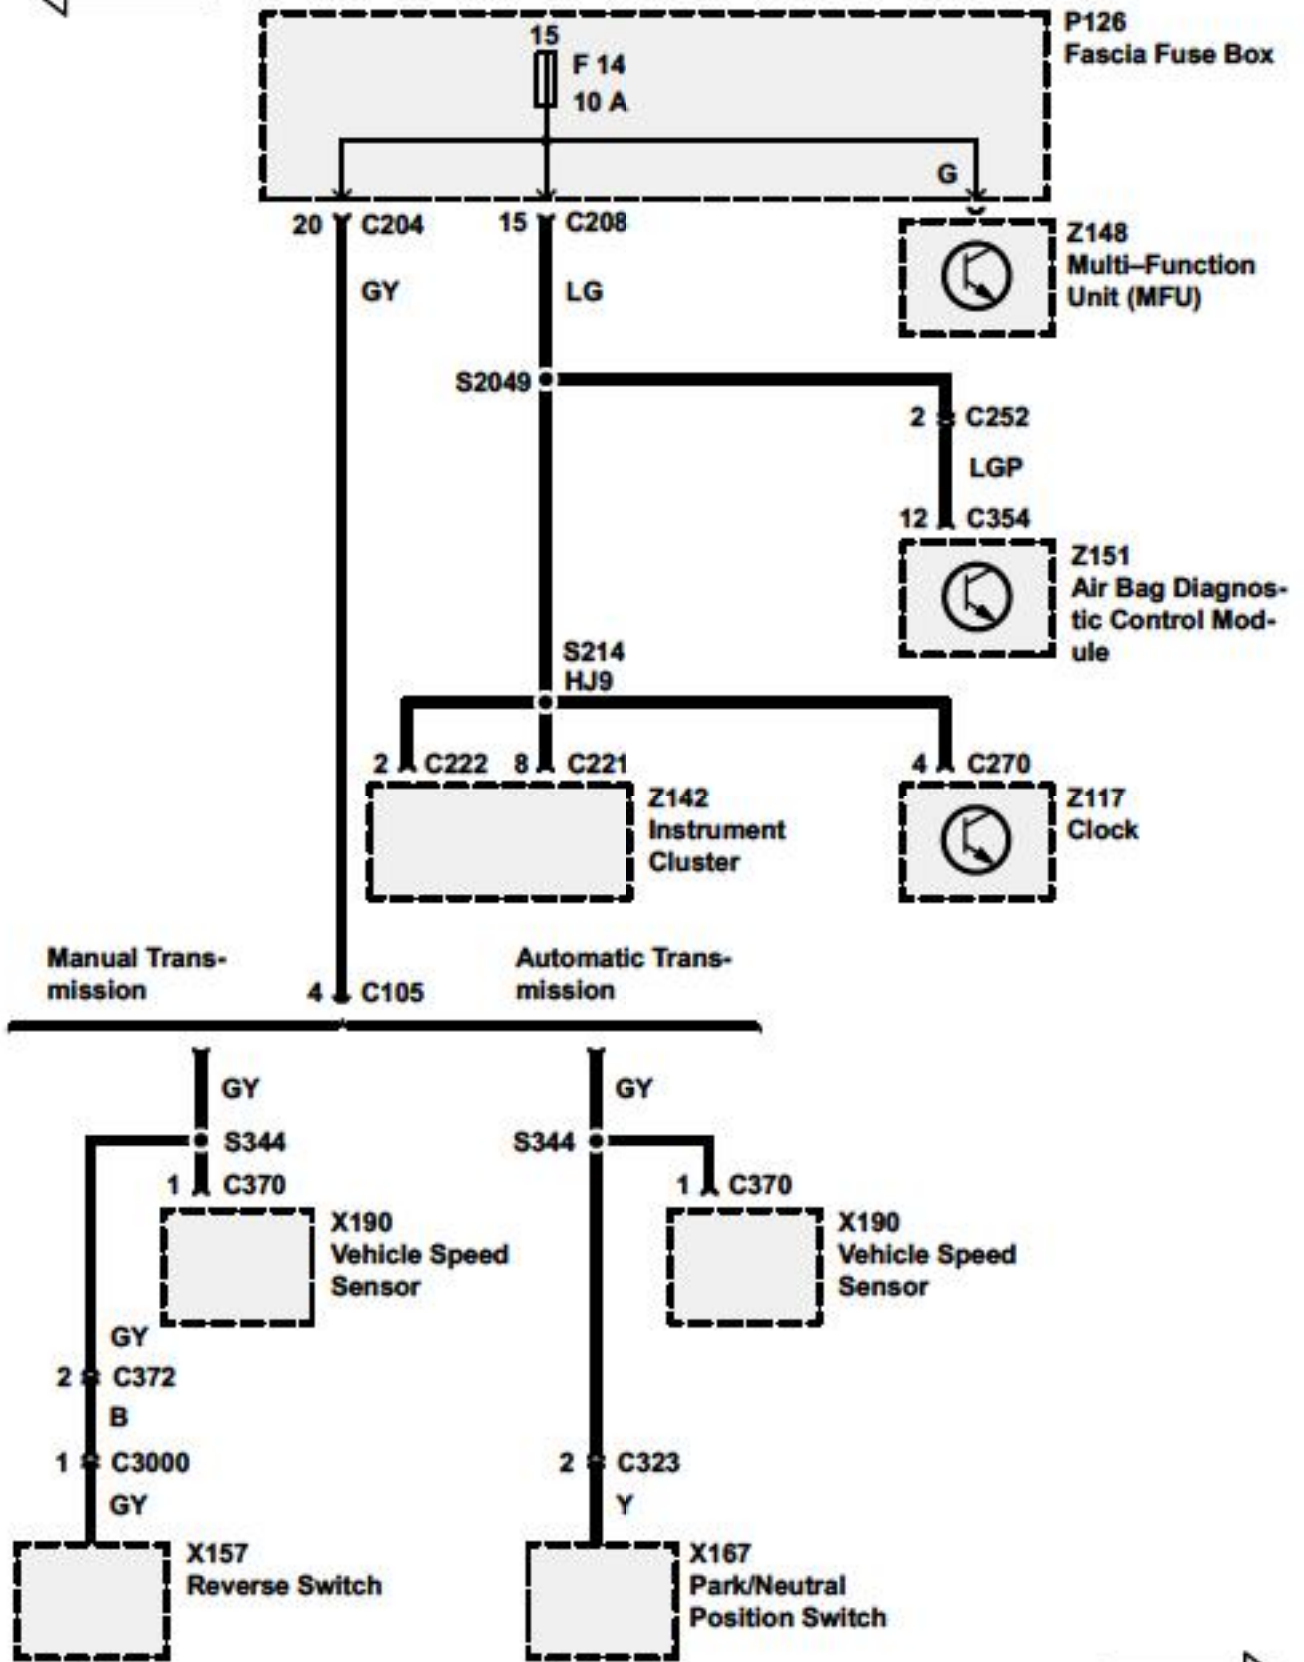 P126
Fascia Fuse Box
15
F 14
10 A
G
20 C204
15 C208
GY
LG
Z148
Multi–Function
Unit (MFU)
S2049
2 C252
LGP
12 C354
Z151
Air Bag Diagnos-
tic Control Mod-
ule
S214
HJ9
2 C222
8 C221
4 C270
Z142
Instrument
Cluster
Z117
Clock
Manual Trans-
mission
4 C105
Automatic Trans-
mission
GY
GY
S344
S344
1 C370
1 C370
X190
Vehicle Speed
Sensor
X190
Vehicle Speed
Sensor
GY
2 C372
B
1 C3000
GY
2 C323
Y
X157
Reverse Switch
X167
Park/Neutral
Position Switch